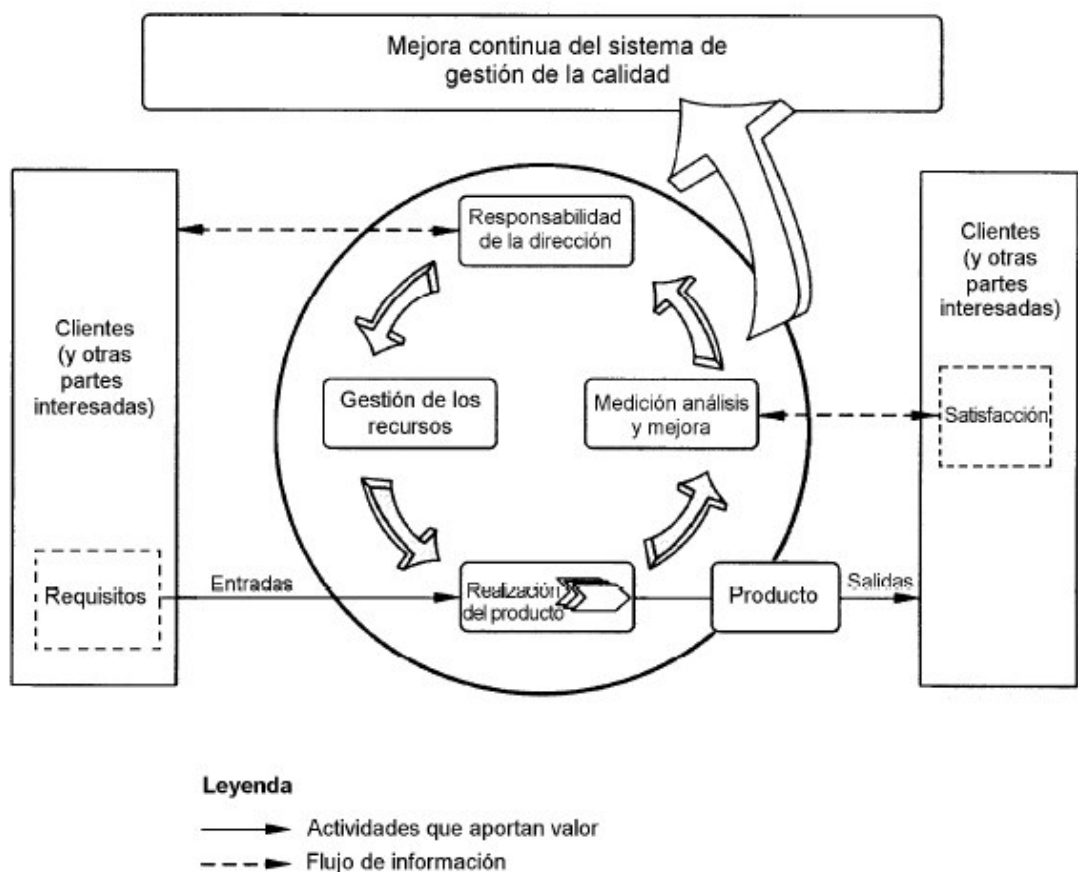 Mejora continua del sistema de
gestión de la calidad
Responsabilidad
de la dirección
Clientes
(y otras
partes
interesadas)
Clientes
(y otras
partes
interesadas)
Gestión de los
recursos
Medición análisis
y mejora
Satisfacción
Requisitos
Entradas
Realización
del producto
Producto
Salidas
Leyenda
Actividades que aportan valor
Flujo de información